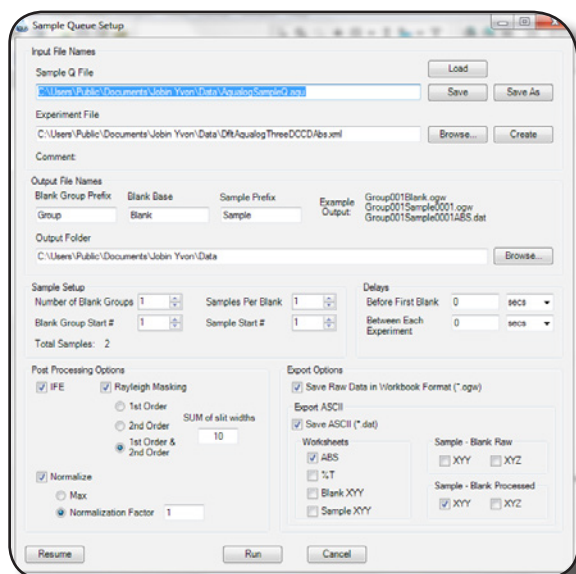 Sample Queue Setup
Input File Names
Sample Q File
Load
C:\Users\Public\Documents\Jobin Yvon\Data\AqualogSampleQ.aqu
Save
Save As
Experiment File
C:\Users\Public\Documents\Jobin Yvon\Data\DfltAqualogThreeDCCDAbs.xml
Browse...
Create
Comment:
Output File Names
Blank Group Prefix
Blank Base
Sample Prefix
Example Output:
Group001Blank.ogw
Group001Sample0001.ogw
Group001Sample0001ABS.dat
Group
Blank
Sample
Output Folder
C:\Users\Public\Documents\Jobin Yvon\Data
Browse...
Sample Setup
Number of Blank Groups 1
Samples Per Blank 1
Blank Group Start # 1
Sample Start # 1
Total Samples: 2
Delays
Before First Blank 0 secs
Between Each
Experiment
0 secs
Post Processing Options
IFE
Rayleigh Masking
1st Order
2nd Order
1st Order &
2nd Order
SUM of slit widths
10
Normalize
Max
Normalization Factor 1
Export Options
Save Raw Data in Workbook Format (*.ogw)
Export ASCII
Save ASCII (*.dat)
Worksheets
ABS
%T
Blank XYY
Sample XYY
Sample - Blank Raw
XYY XYZ
Sample - Blank Processed
XYY XYZ
Resume
Run
Cancel